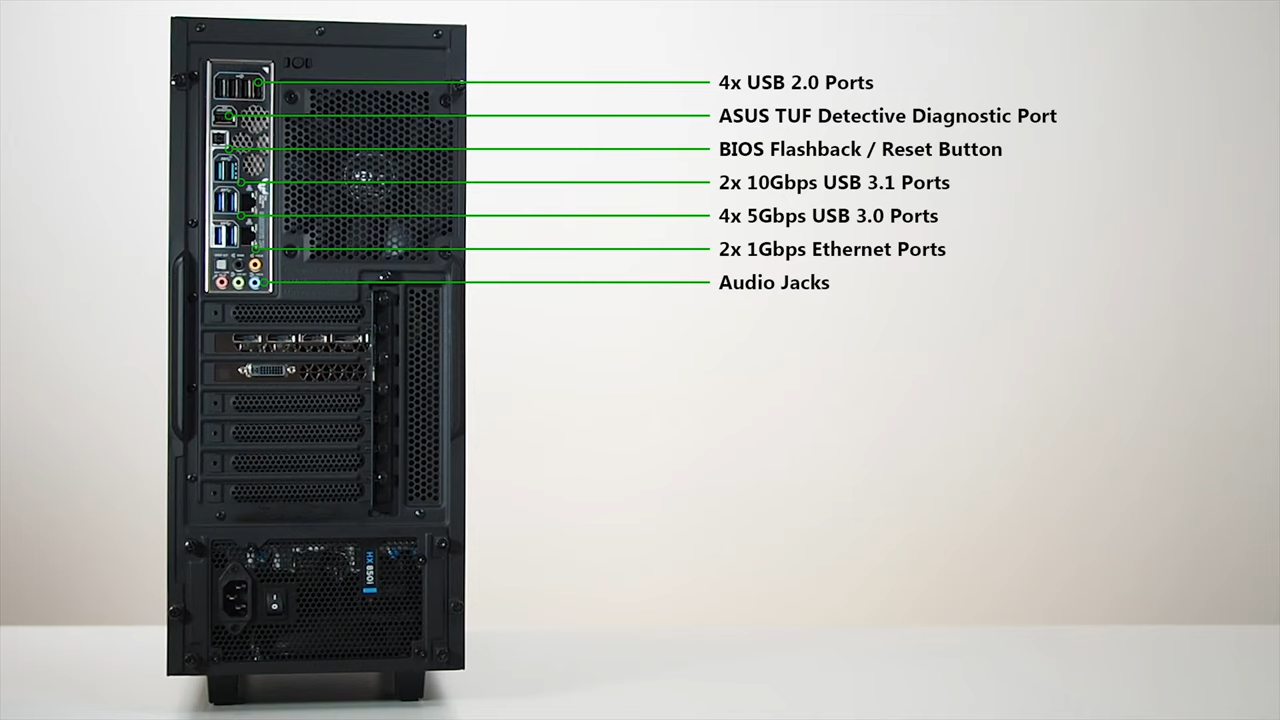 4x USB 2.0 Ports
ASUS TUF Detective Diagnostic Port
BIOS Flashback / Reset Button
2x 10Gbps USB 3.1 Ports
4x 5Gbps USB 3.0 Ports
2x 1Gbps Ethernet Ports
Audio Jacks
HX 850i